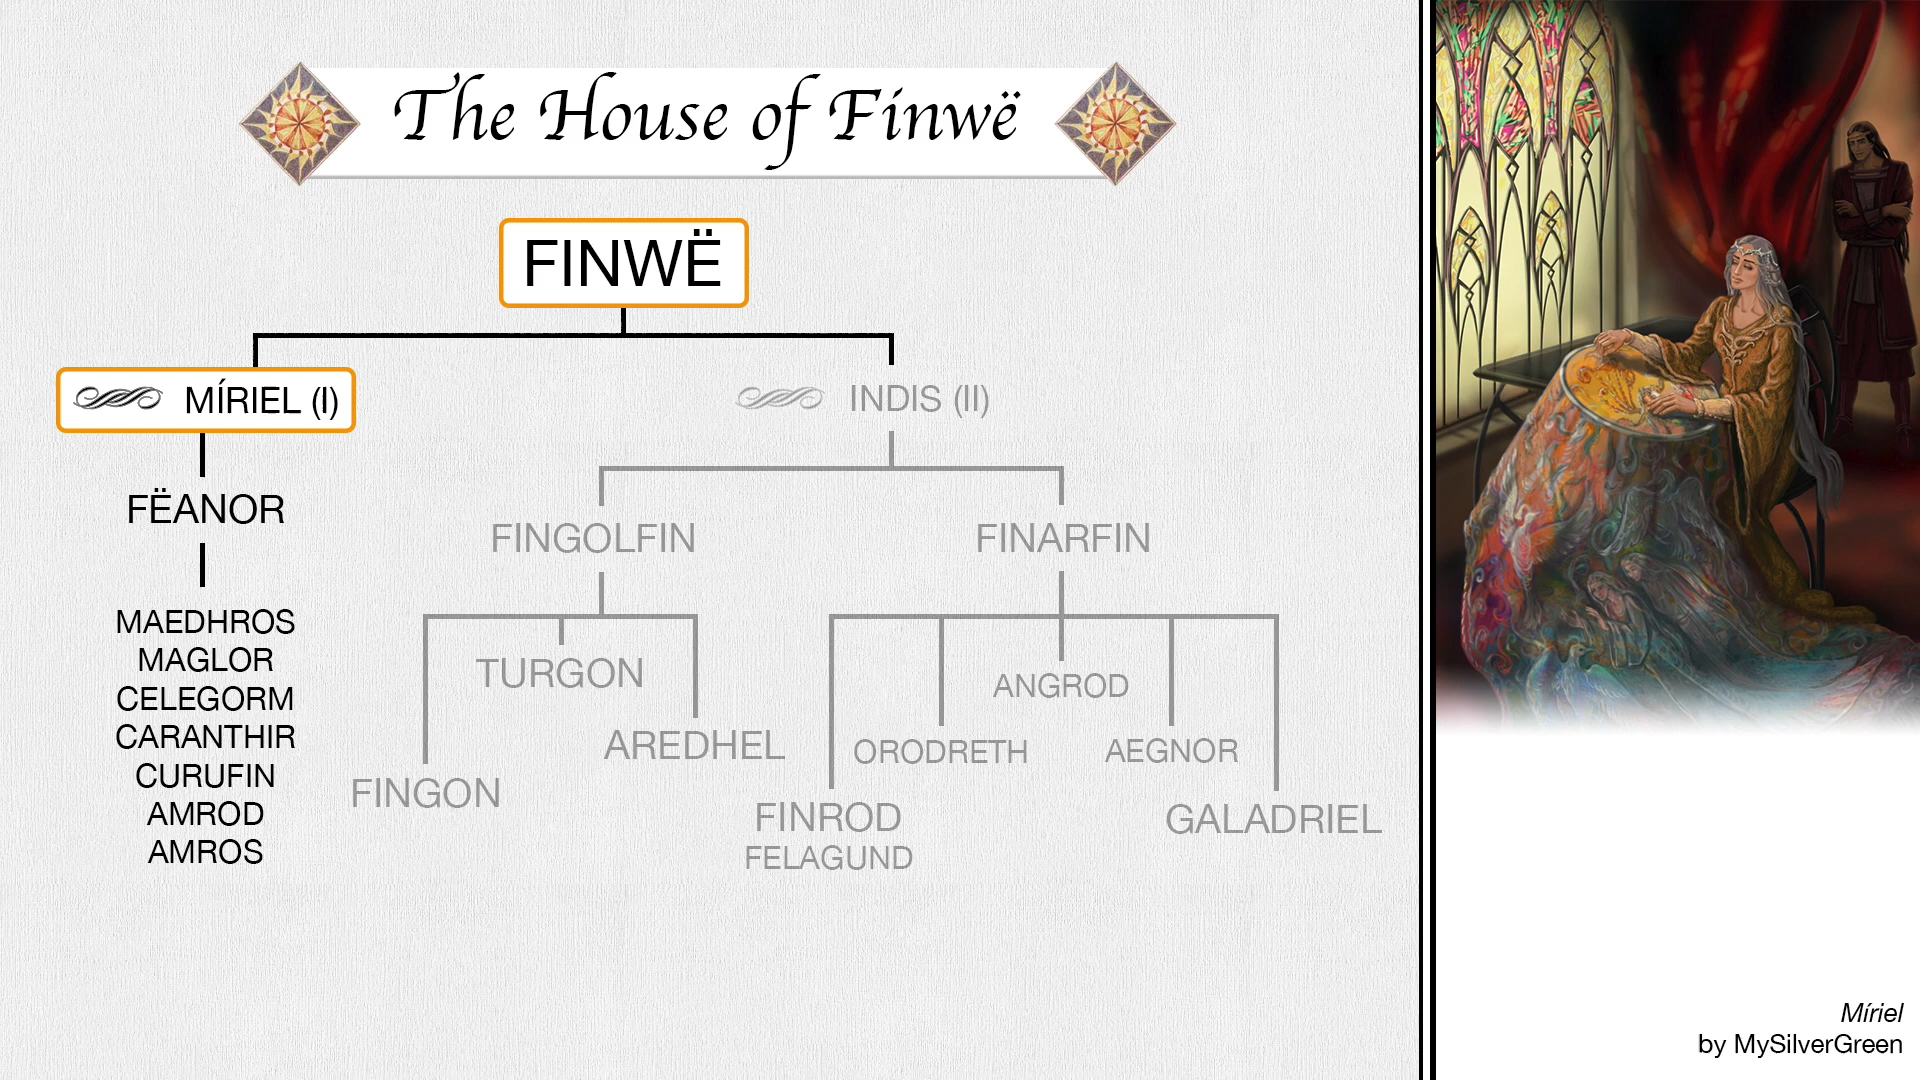 The House of Finwë
FINWË
MÍRIEL (I)
INDIS (II)
FËANOR
FINGOLFIN
FINARFIN
MAEDHROS
MAGLOR
CELEGORM
CARANTHIR
CURUFIN
AMROD
AMROS
TURGON
AREDHEL
FINGON
ANGROD
ORODRETH
AEGNOR
FINROD
FELAGUND
GALADRIEL
Míriel
by MySilverGreen